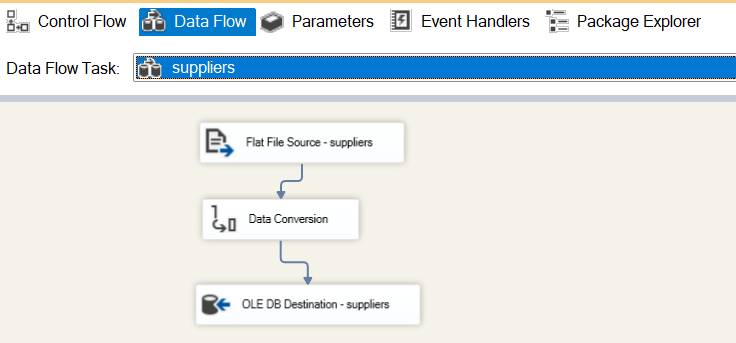 Control Flow Data Flow Parameters Event Handlers Package Explorer
Data Flow Task: suppliers
Flat File Source - suppliers
Data Conversion
OLE DB Destination - suppliers